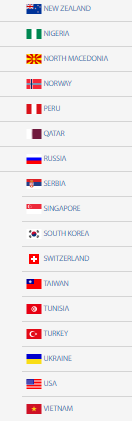 NEW ZEALAND
NIGERIA
NORTH MACEDONIA
NORWAY
PERU
QATAR
RUSSIA
SERBIA
SINGAPORE
SOUTH KOREA
SWITZERLAND
TAIWAN
TUNISIA
TURKEY
UKRAINE
USA
VIETNAM